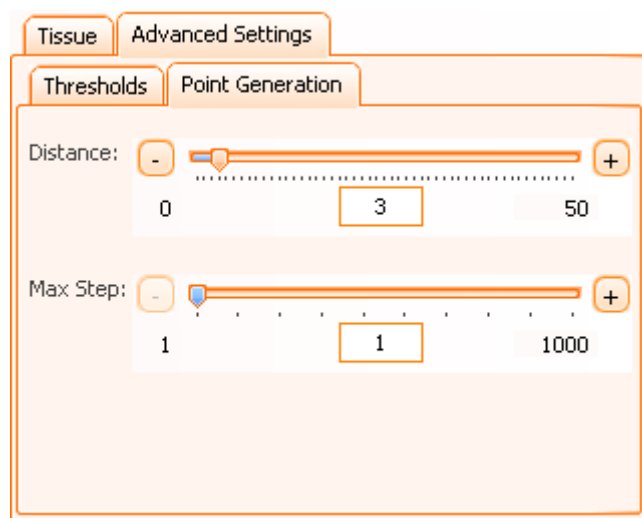 Tissue Advanced Settings
Thresholds Point Generation
Distance: - +
0 3 50
Max Step: - +
1 1 1000